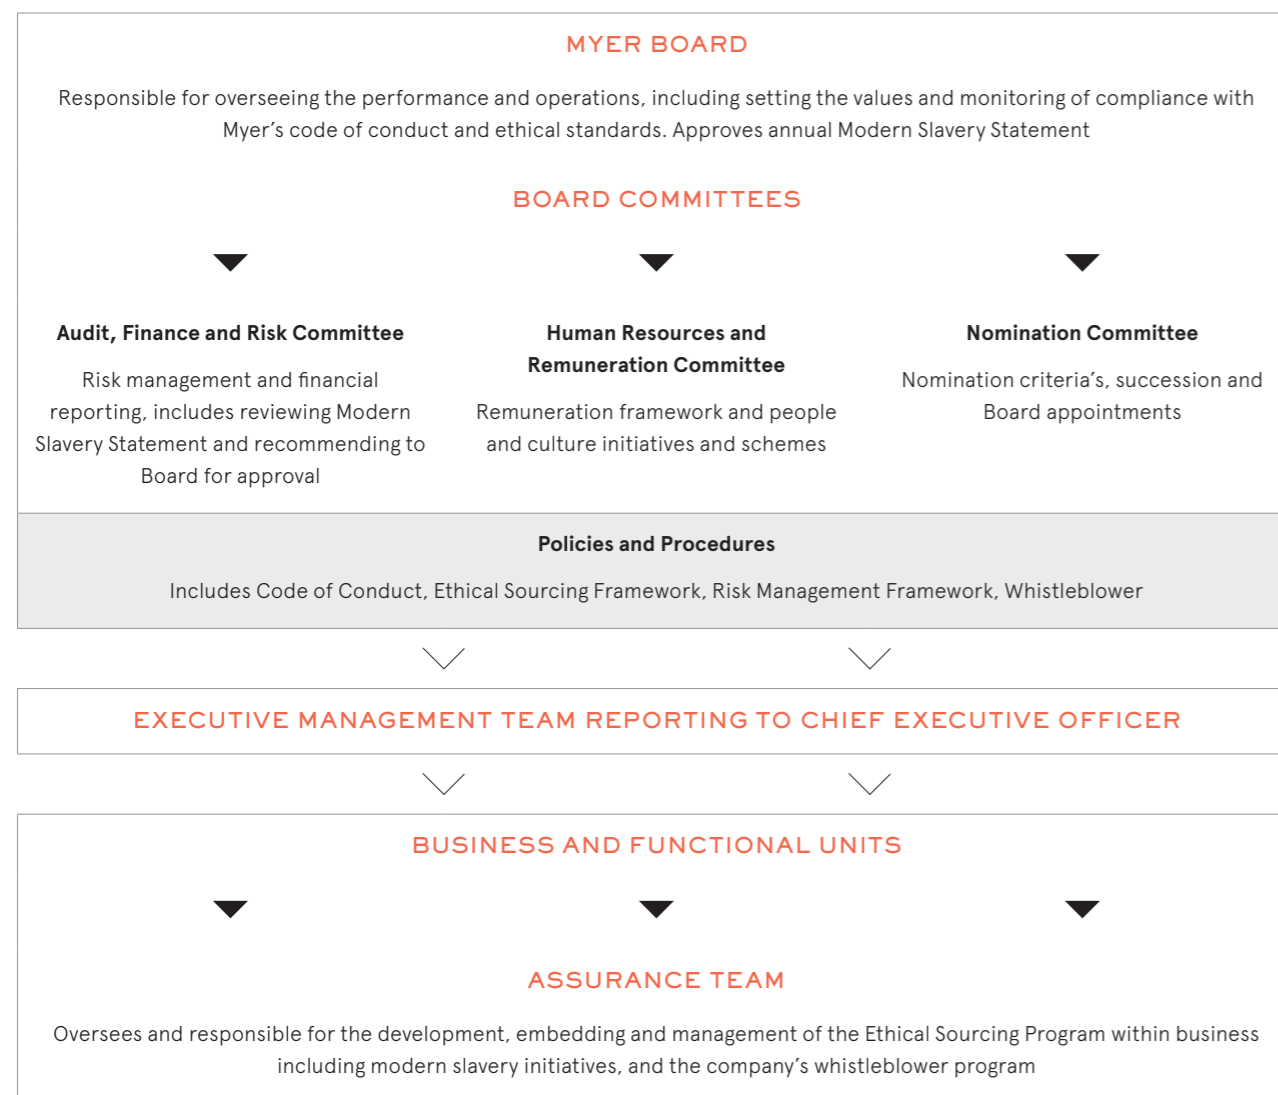 MYER BOARD
Responsible for overseeing the performance and operations, including setting the values and monitoring of compliance with
Myer’s code of conduct and ethical standards. Approves annual Modern Slavery Statement
BOARD COMMITTEES
Audit, Finance and Risk Committee
Risk management and financial
reporting, includes reviewing Modern
Slavery Statement and recommending to
Board for approval
Human Resources and
Remuneration Committee
Remuneration framework and people
and culture initiatives and schemes
Nomination Committee
Nomination criteria’s, succession and
Board appointments
Policies and Procedures
Includes Code of Conduct, Ethical Sourcing Framework, Risk Management Framework, Whistleblower
EXECUTIVE MANAGEMENT TEAM REPORTING TO CHIEF EXECUTIVE OFFICER
BUSINESS AND FUNCTIONAL UNITS
ASSURANCE TEAM
Oversees and responsible for the development, embedding and management of the Ethical Sourcing Program within business
including modern slavery initiatives, and the company’s whistleblower program